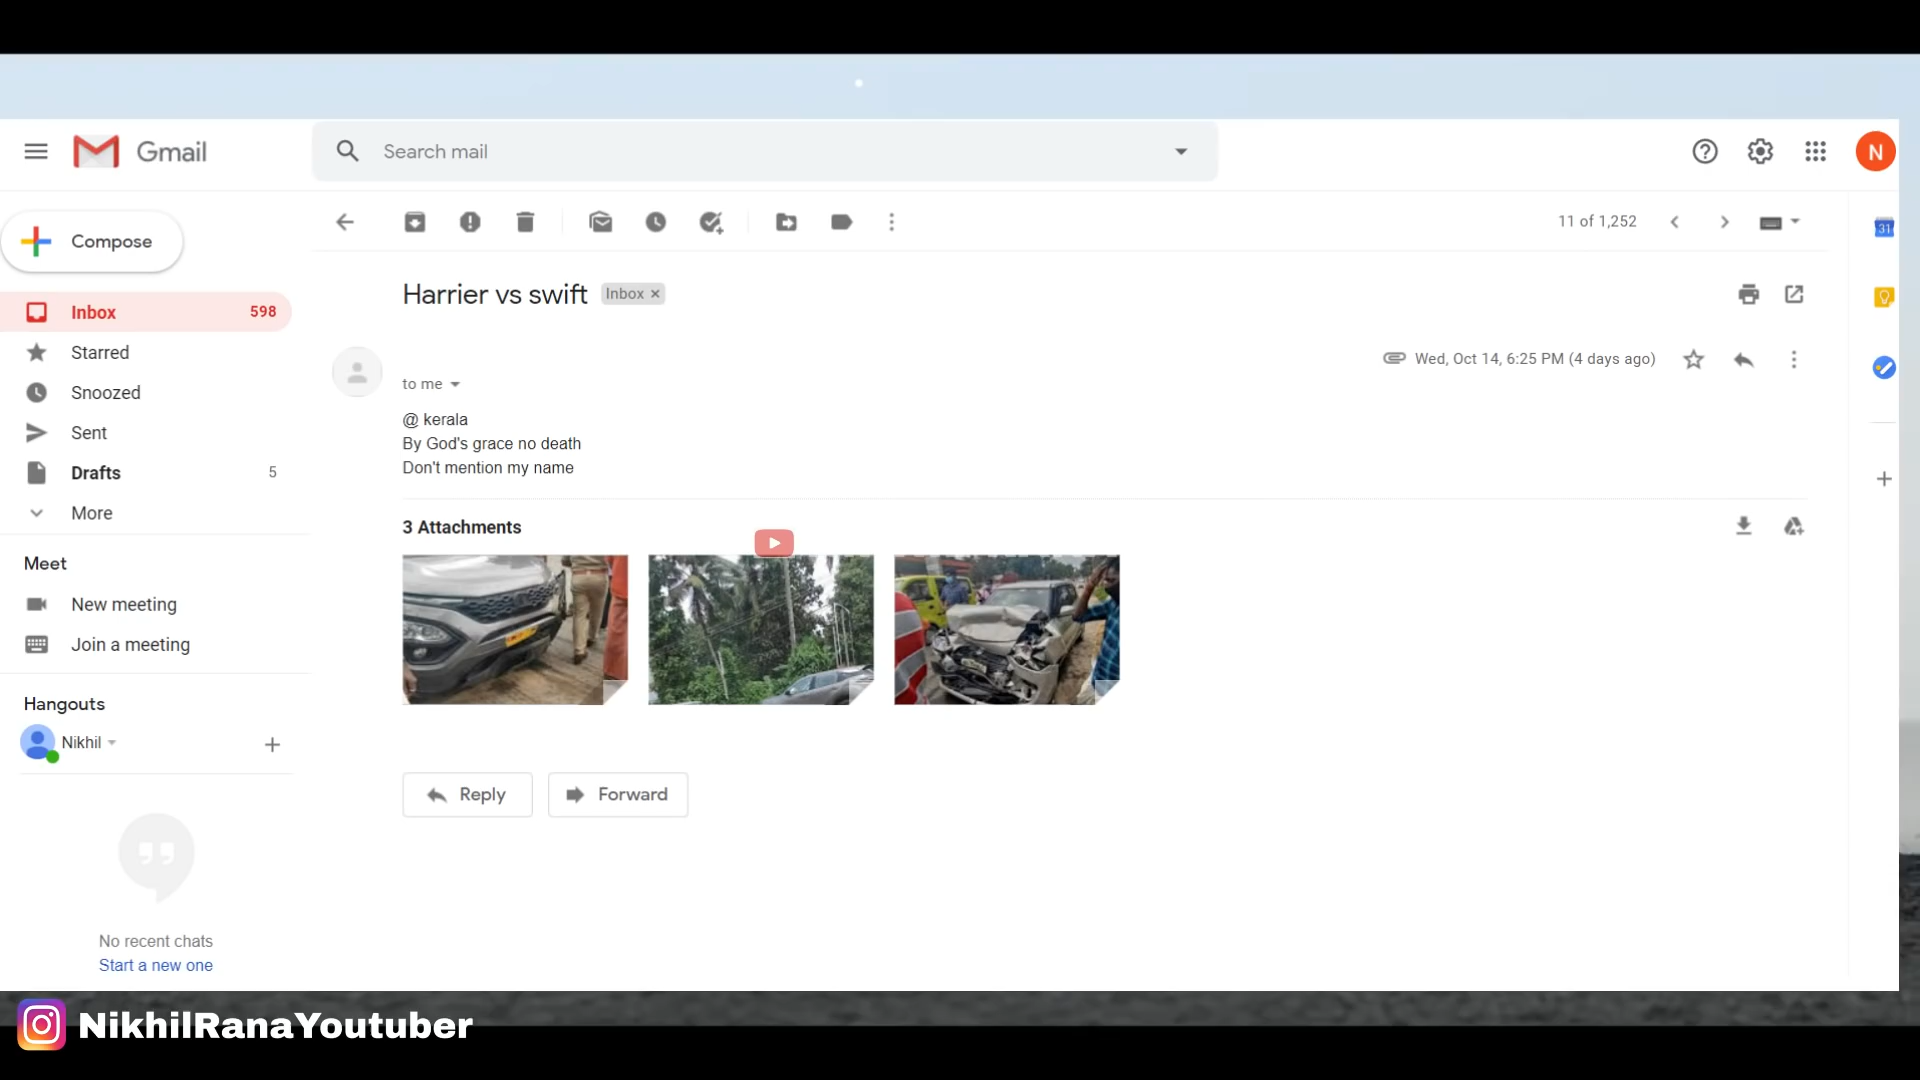 Gmail
Search mail
N
Compose
11 of 1,252
31
Harrier vs swift Inbox ×
Inbox 598
Starred
Snoozed
Sent
Drafts 5
More
Wed, Oct 14, 6:25 PM (4 days ago)
to me
@ kerala
By God's grace no death
Don't mention my name
3 Attachments
Meet
New meeting
Join a meeting
Hangouts
Nikhil
Reply
Forward
No recent chats
Start a new one
NikhilRanaYoutuber